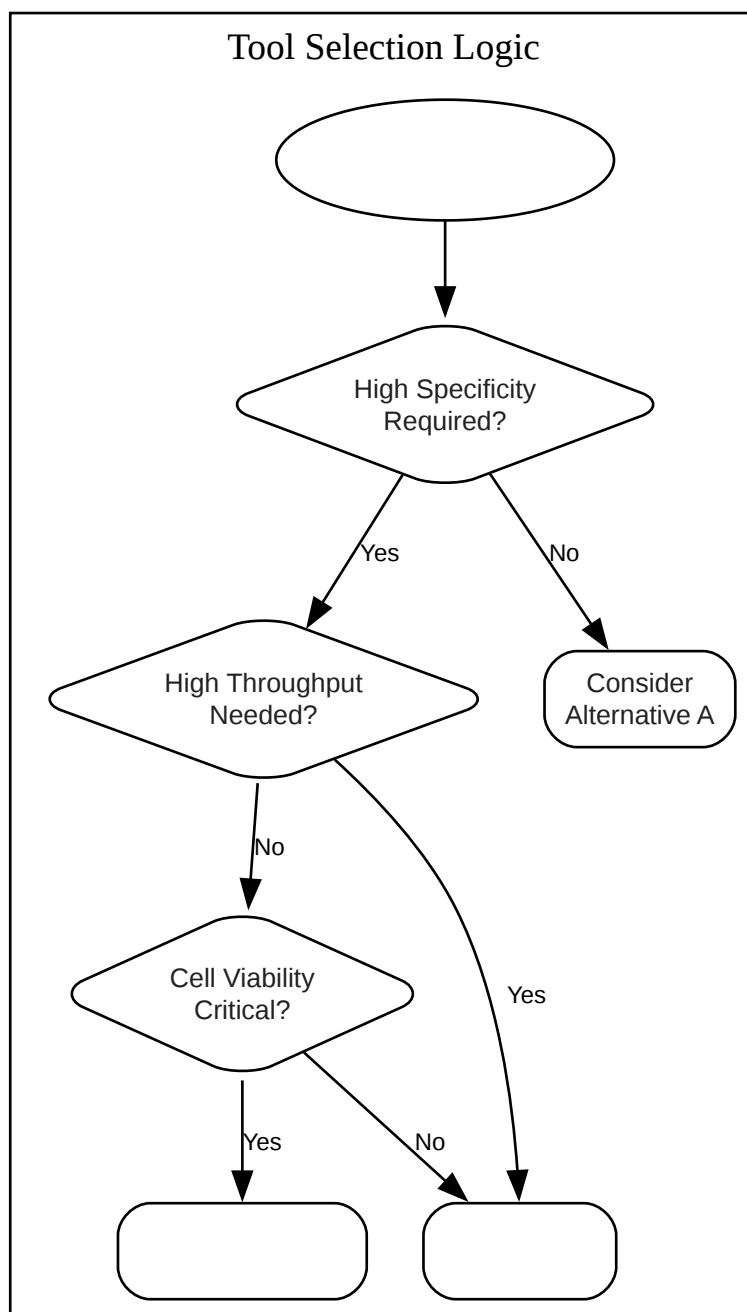 Tool Selection Logic
High Specificity
Required?
Yes
No
High Throughput
Needed?
Consider
Alternative A
No
Cell Viability
Critical?
Yes
Yes
No